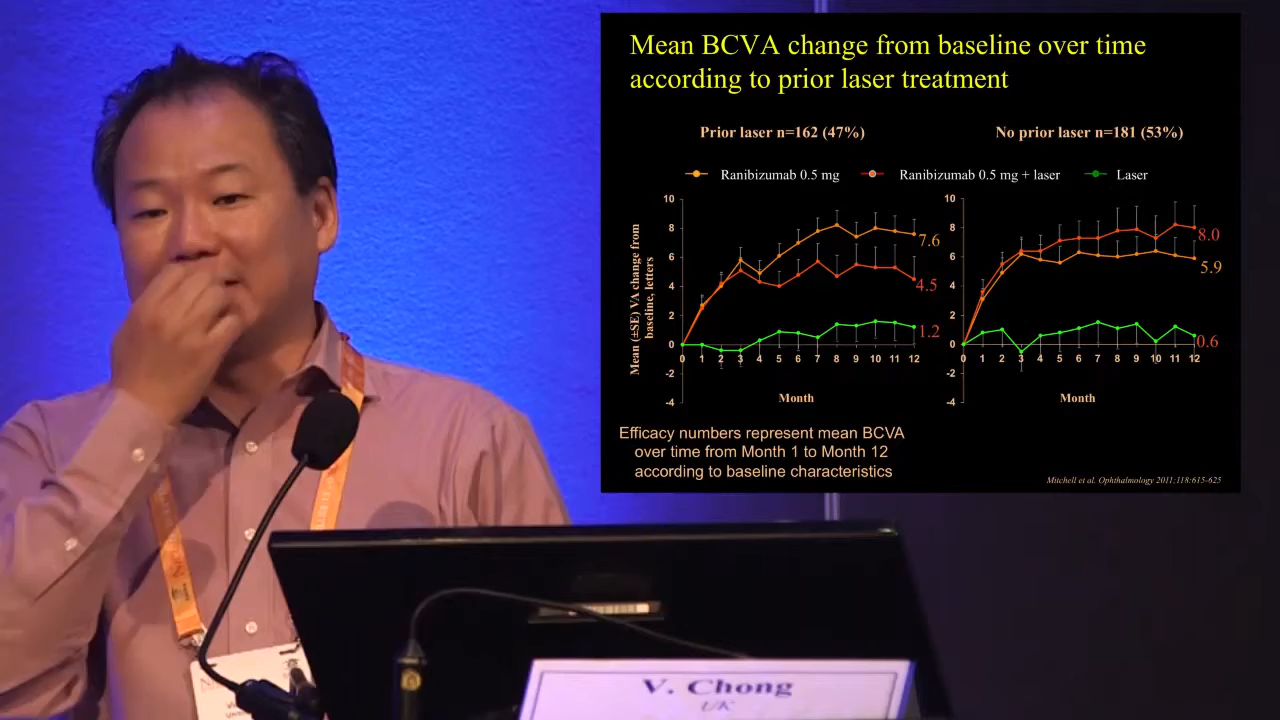 Mean BCVA change from baseline over time
according to prior laser treatment
Prior laser n=162 (47%)
No prior laser n=181 (53%)
Ranibizumab 0.5 mg
Ranibizumab 0.5 mg + laser
Laser
Mean (±SE) VA change from
baseline, letters
10
8
6
4
2
0
-2
-4
0 1 2 3 4 5 6 7 8 9 10 11 12
7.6
4.5
1.2
Month
10
8
6
4
2
0
-2
-4
0 1 2 3 4 5 6 7 8 9 10 11 12
8.0
5.9
0.6
Month
Efficacy numbers represent mean BCVA
over time from Month 1 to Month 12
according to baseline characteristics
Mitchell et al. Ophthalmology 2011;118:615-625
V. Chong
UK